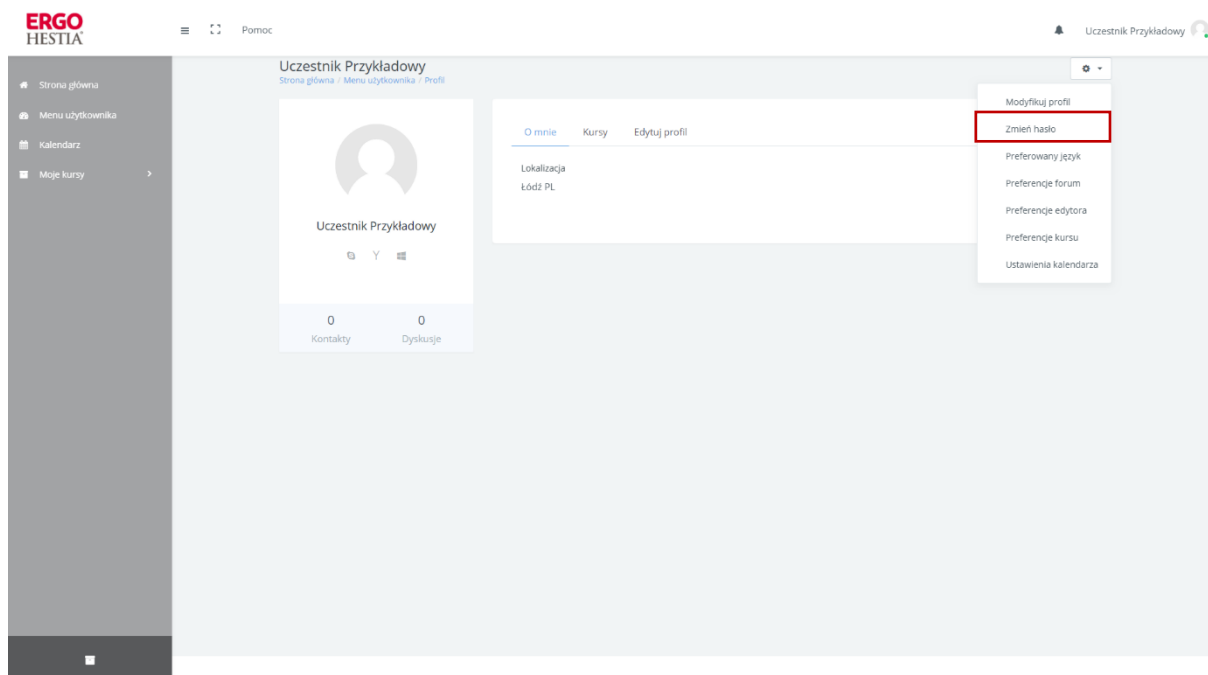 ERGO
HESTIA
Pomoc
Uczestnik Przykładowy
Strona główna
Menu użytkownika
Kalendarz
Moje kursy
Uczestnik Przykładowy
Strona główna / Menu użytkownika / Profil
Uczestnik Przykładowy
0 0
Kontakty Dyskusje
O mnie Kursy Edytuj profil
Lokalizacja
Łódź PL
Modyfikuj profil
Zmień hasło
Preferowany język
Preferencje forum
Preferencje edytora
Preferencje kursu
Ustawienia kalendarza